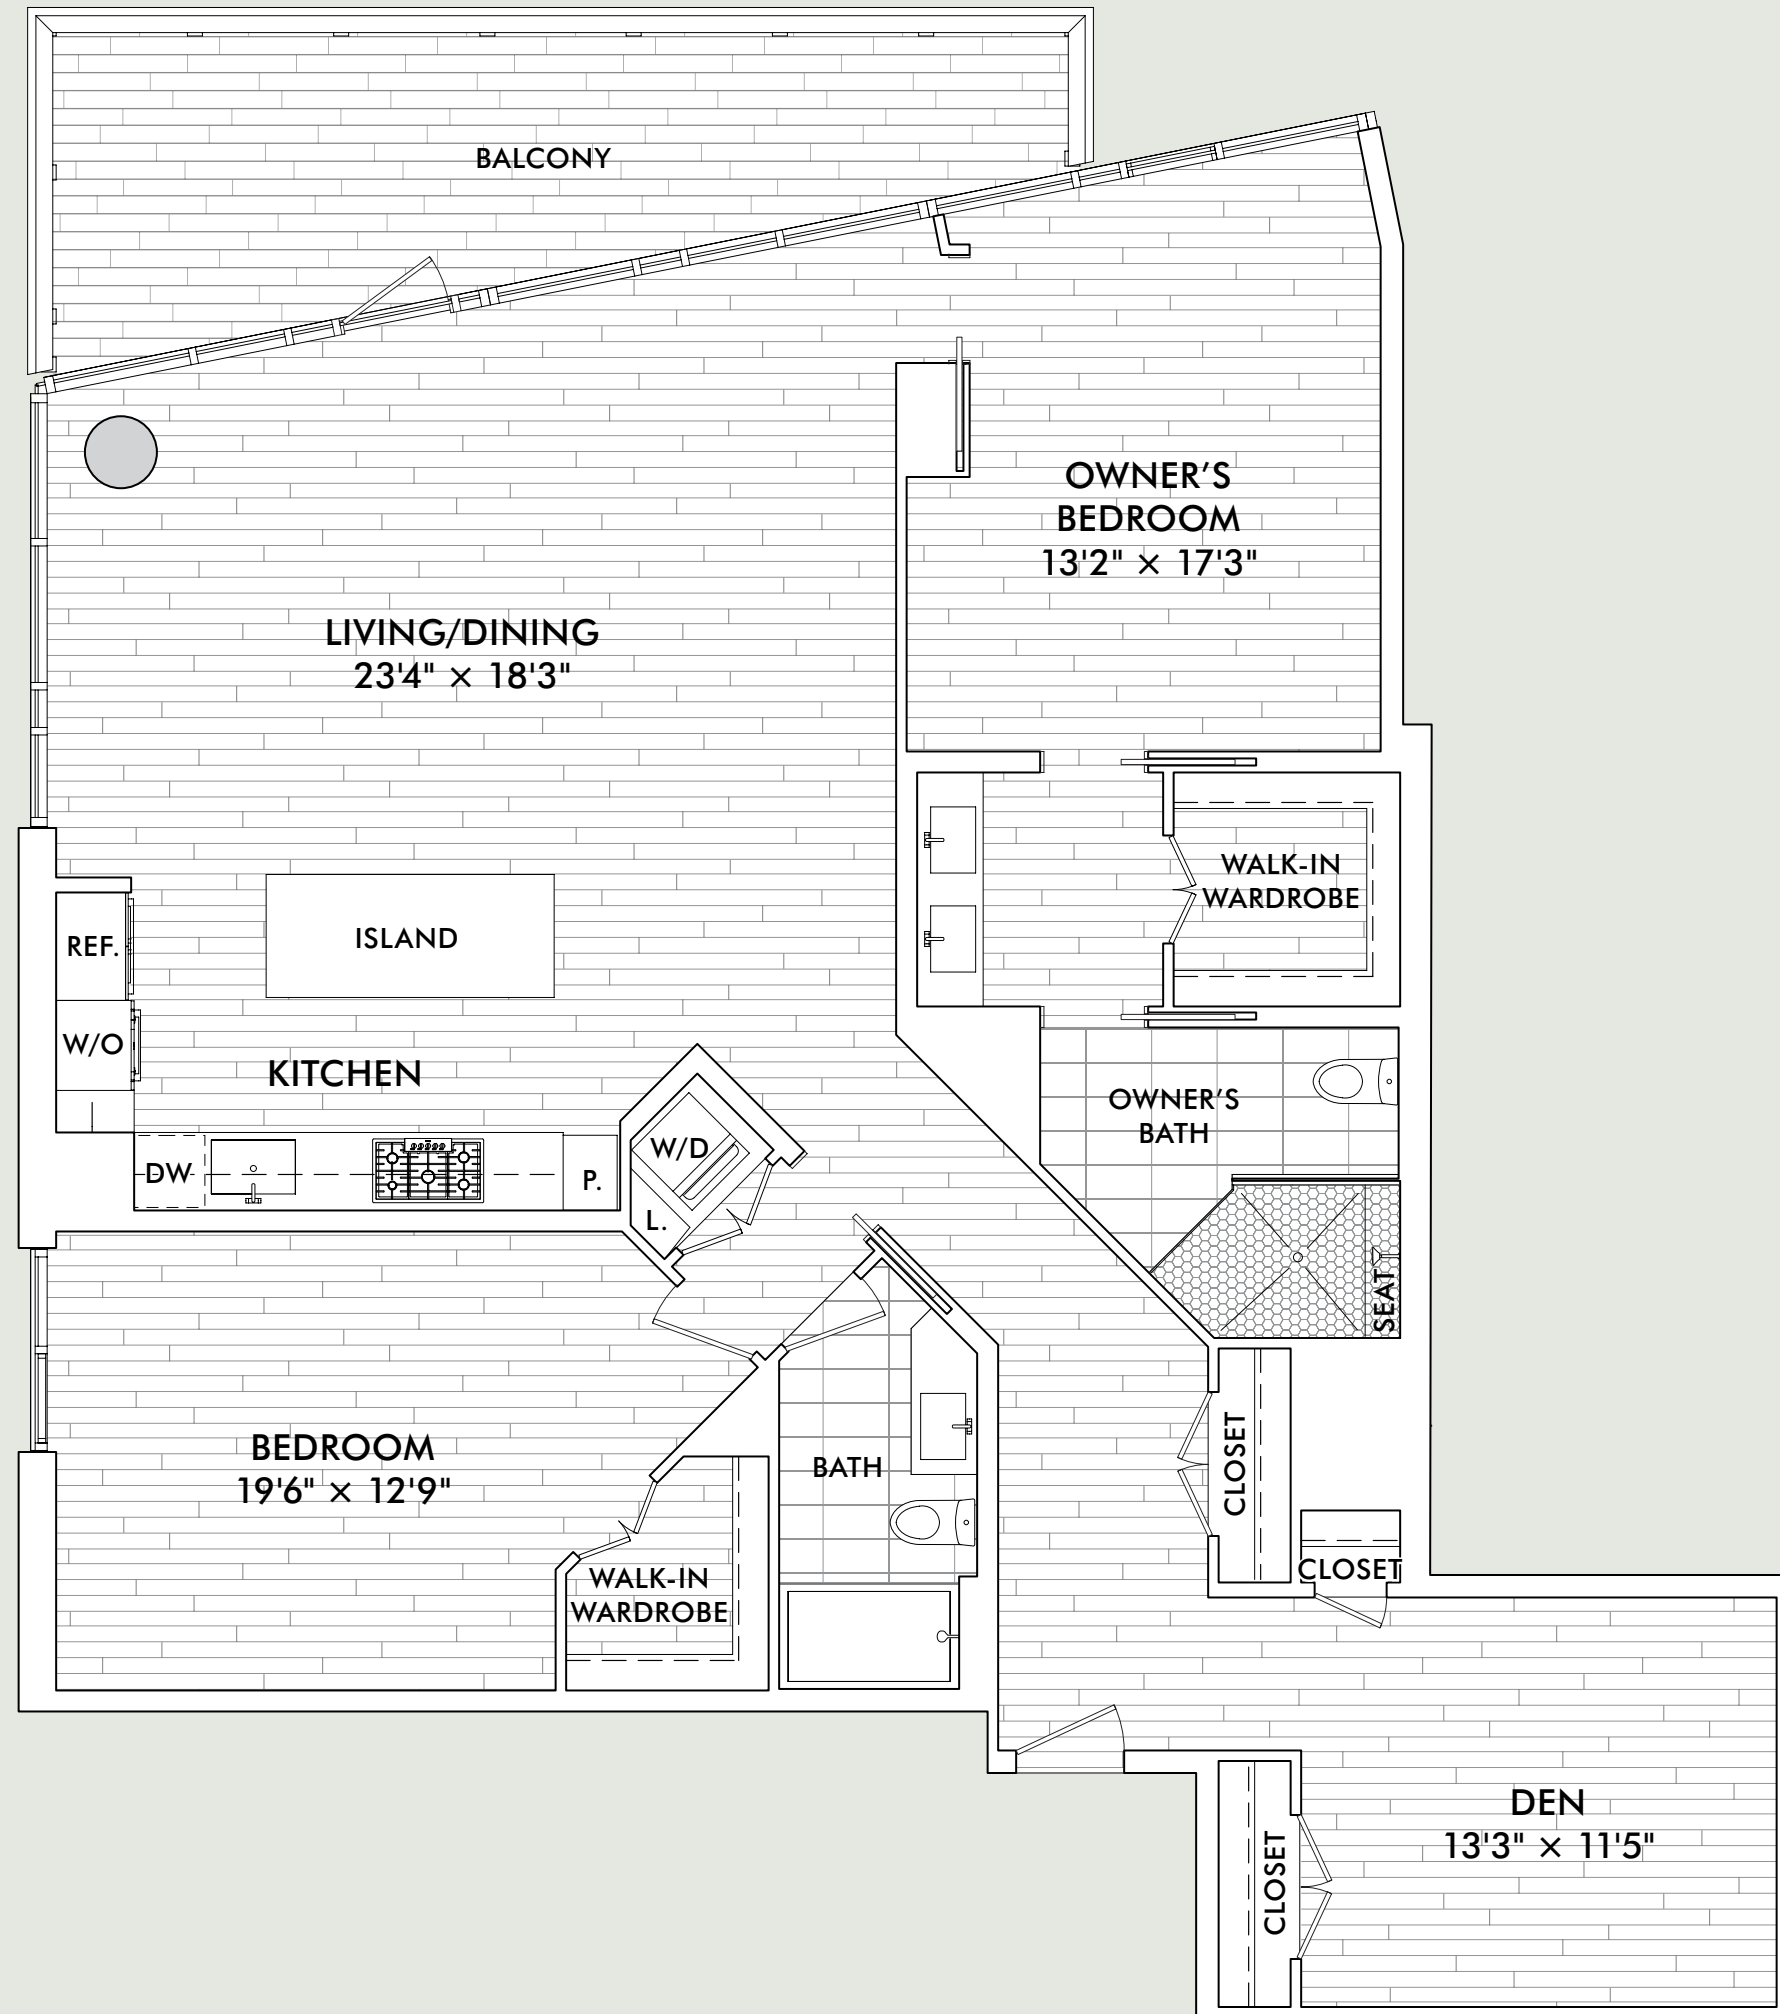 BALCONY
OWNER’S
BEDROOM
13'2" × 17'3"
LIVING/DINING
23'4" × 18'3"
WALK-IN
WARDROBE
ISLAND
REF.
W/O
KITCHEN
OWNER’S
BATH
W/D
DW
P.
L.
SEAT
BEDROOM
19'6" × 12'9"
BATH
CLOSET
CLOSET
WALK-IN
WARDROBE
DEN
13'3" × 11'5"
CLOSET